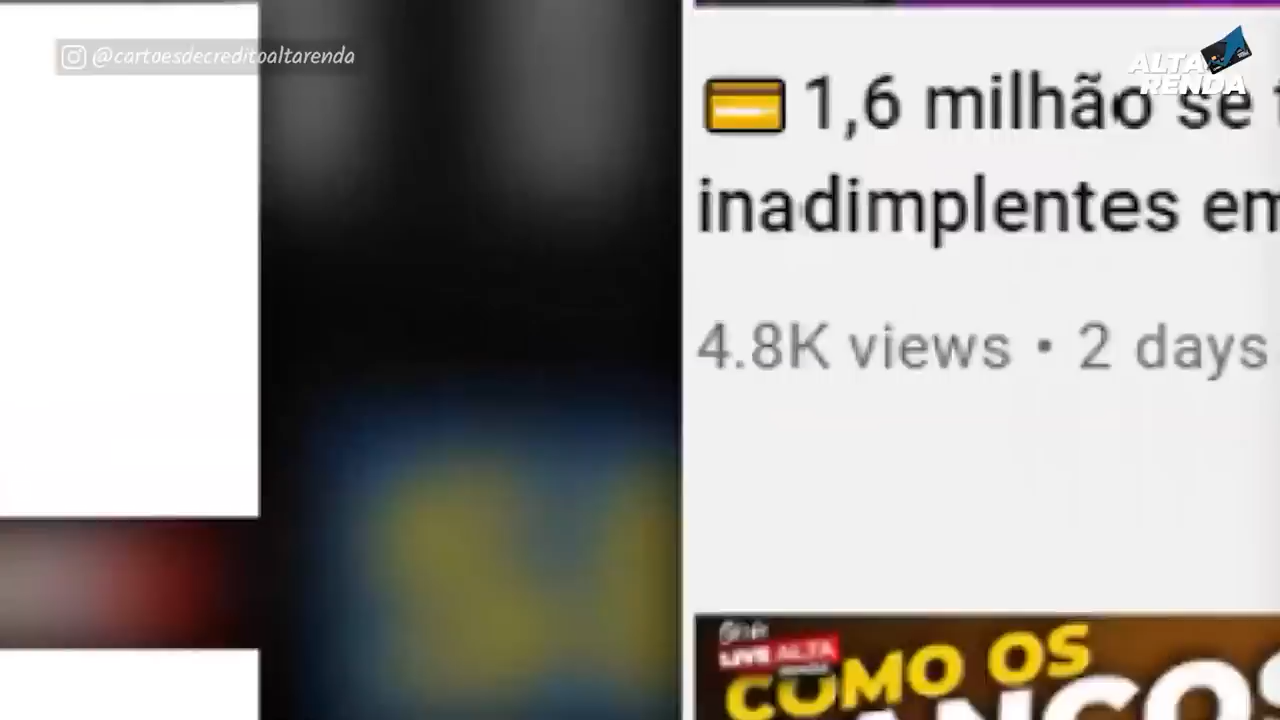 @cartoesdecreditoaltarenda
ALTA
RENDA
1,6 milhão se
inadimplentes em
4.8K views • 2 days
LIVE ALTA
COMO OS